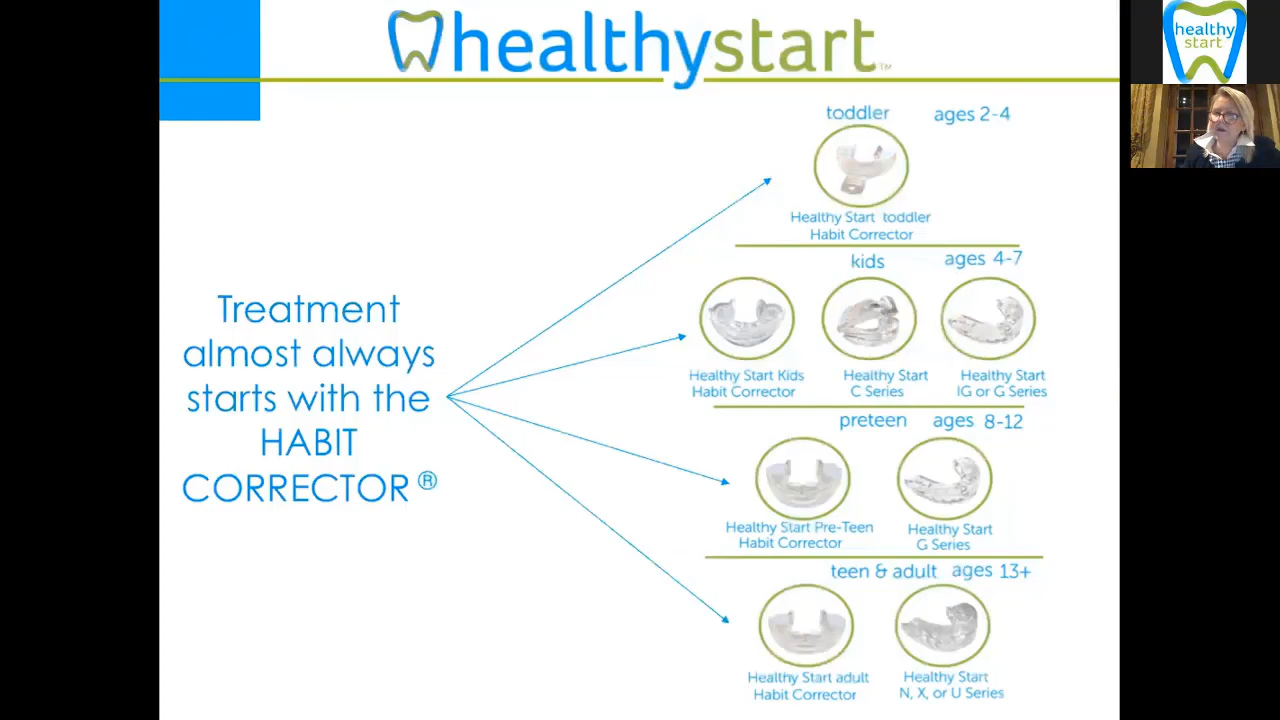 healthystart™
toddler ages 2-4
Healthy Start toddler
Habit Corrector
kids ages 4-7
Healthy Start Kids
Habit Corrector
Healthy Start
C Series
Healthy Start
IG or G Series
preteen ages 8-12
Healthy Start Pre-Teen
Habit Corrector
Healthy Start
G Series
teen & adult ages 13+
Healthy Start adult
Habit Corrector
Healthy Start
N, X, or U Series
Treatment
almost always
starts with the
HABIT
CORRECTOR ®
healthy
start